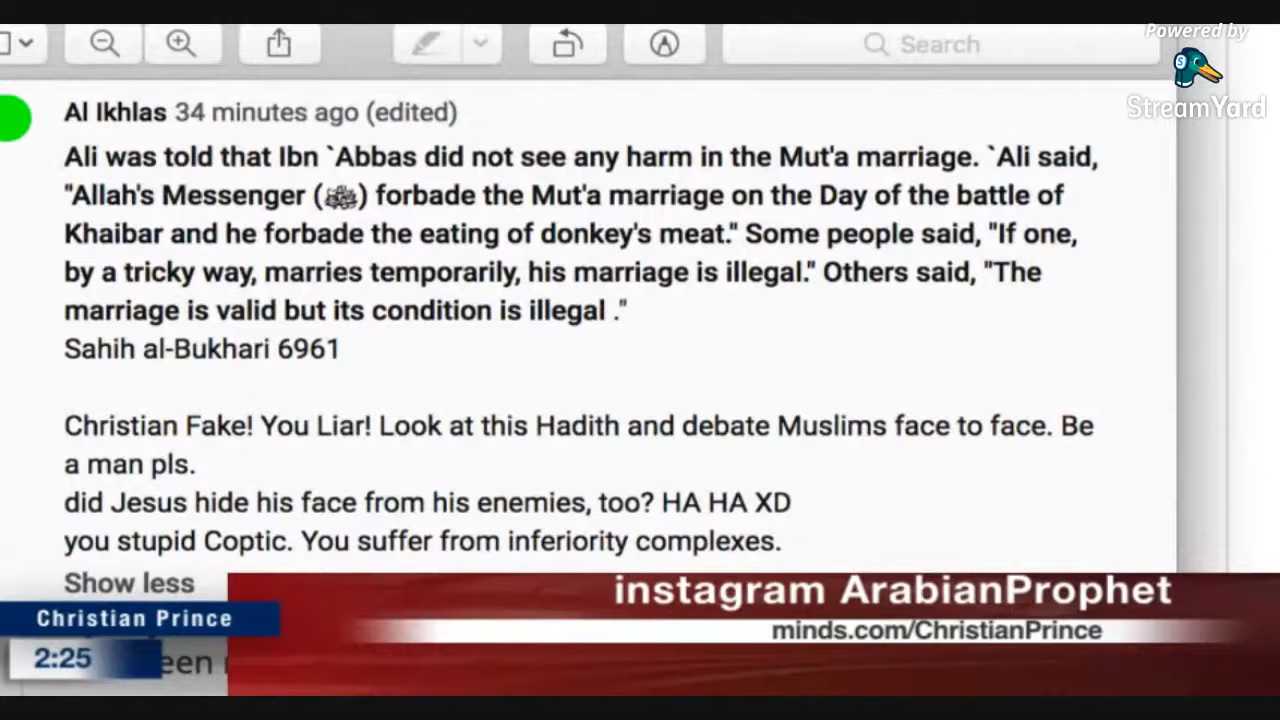 Powered by
StreamYard
Search
Al Ikhlas 34 minutes ago (edited)
Ali was told that Ibn `Abbas did not see any harm in the Mut'a marriage. `Ali said,
"Allah's Messenger (ﷺ) forbade the Mut'a marriage on the Day of the battle of
Khaibar and he forbade the eating of donkey's meat." Some people said, "If one,
by a tricky way, marries temporarily, his marriage is illegal." Others said, "The
marriage is valid but its condition is illegal ."
Sahih al-Bukhari 6961
Christian Fake! You Liar! Look at this Hadith and debate Muslims face to face. Be
a man pls.
did Jesus hide his face from his enemies, too? HA HA XD
you stupid Coptic. You suffer from inferiority complexes.
Show less
instagram ArabianProphet
Christian Prince
minds.com/ChristianPrince
2:25